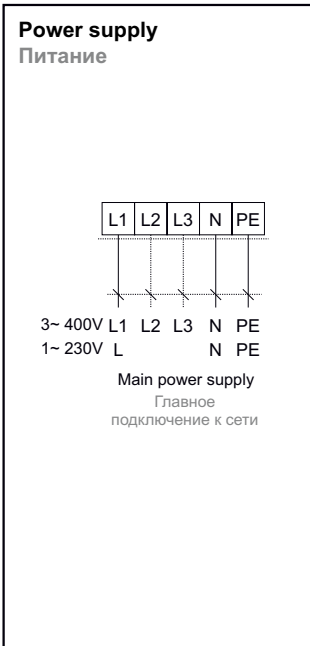 Power supply
Питание
L1 L2 L3 N PE
3~ 400V L1 L2 L3 N PE
1~ 230V L N PE
Main power supply
Главное
подключение к сети